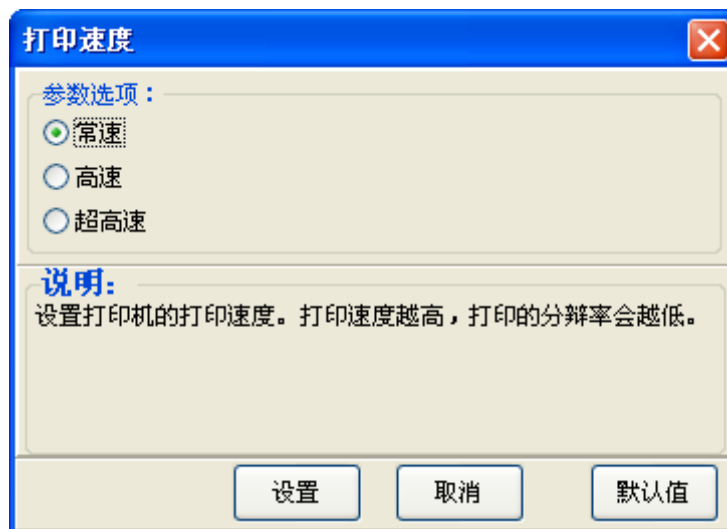 打印速度
参数选项：
常速
高速
超高速
说明:
设置打印机的打印速度。打印速度越高，打印的分辩率会越低。
设置 取消 默认值